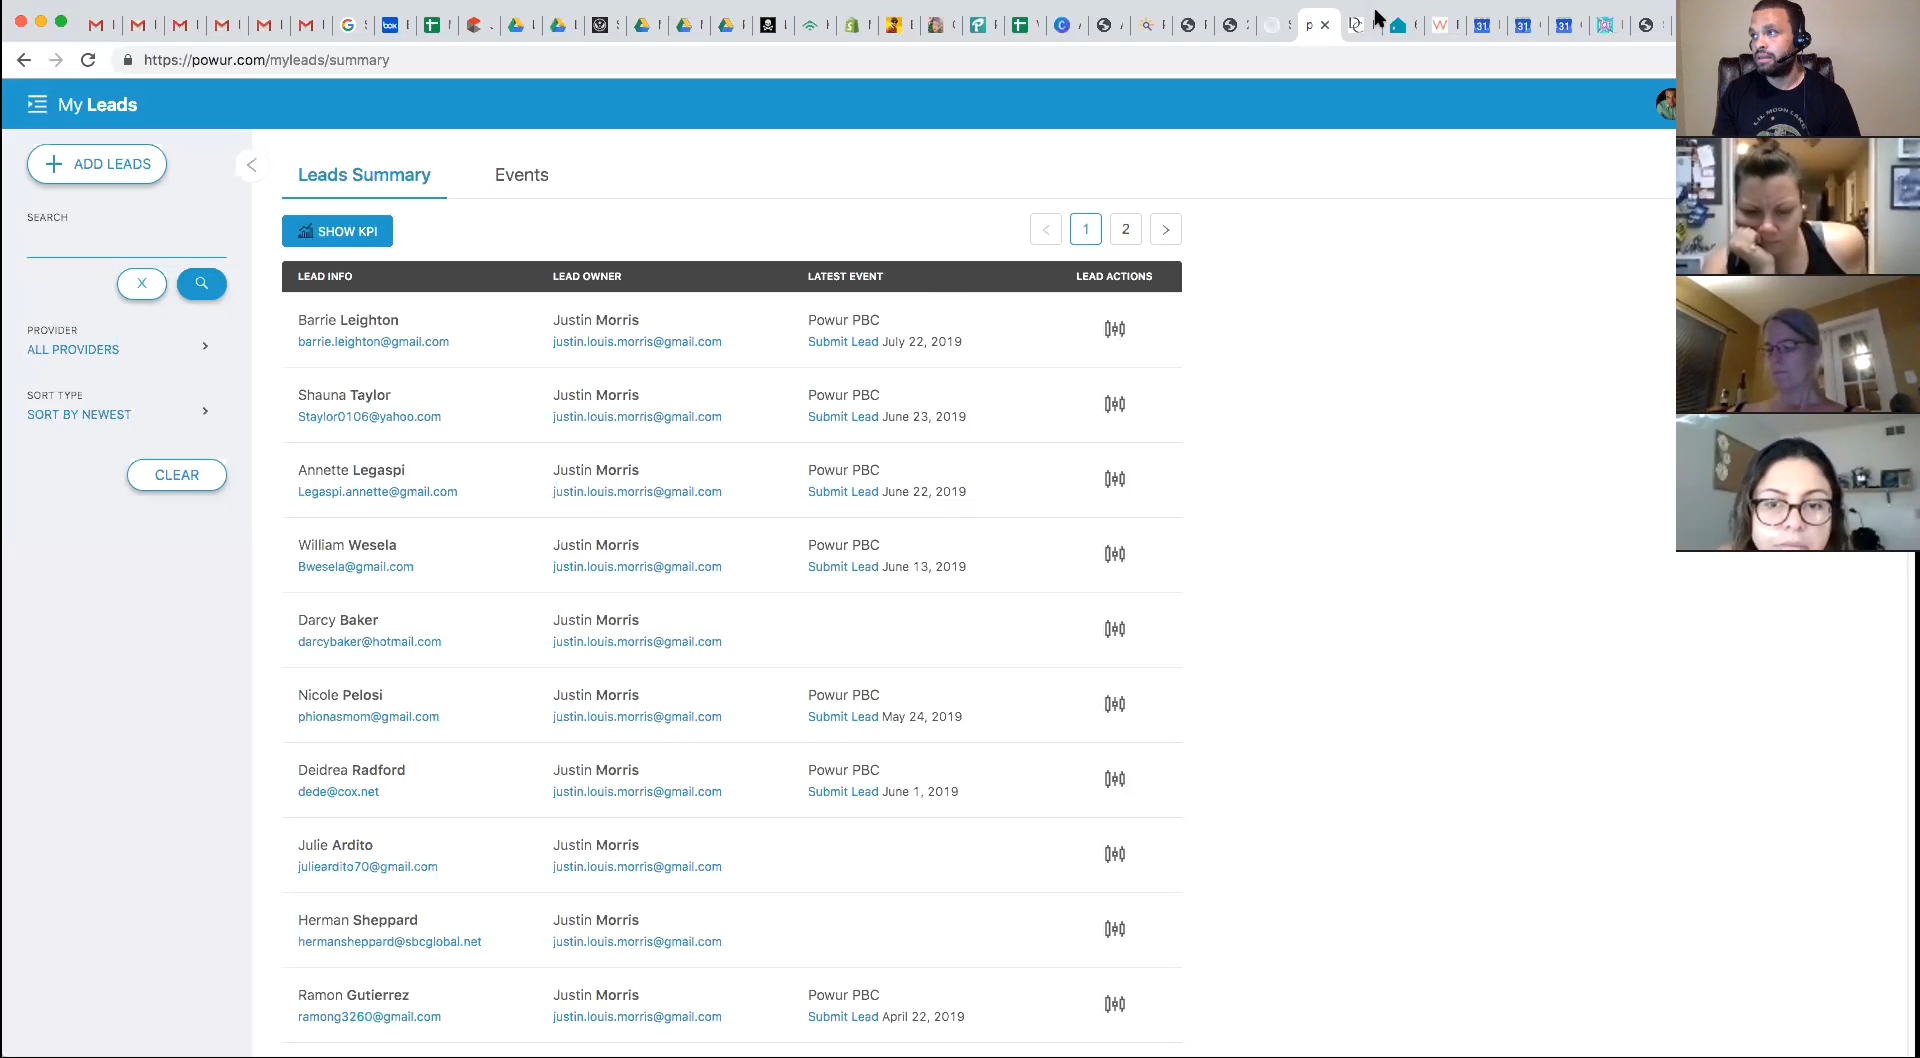 https://powur.com/myleads/summary
My Leads
ADD LEADS
SEARCH
X
PROVIDER
ALL PROVIDERS
SORT TYPE
SORT BY NEWEST
CLEAR
Leads Summary Events
SHOW KPI
1 2
LEAD INFO LEAD OWNER LATEST EVENT LEAD ACTIONS
Barrie Leighton Justin Morris Powur PBC
barrie.leighton@gmail.com justin.louis.morris@gmail.com Submit Lead July 22, 2019
Shauna Taylor Justin Morris Powur PBC
Staylor0106@yahoo.com justin.louis.morris@gmail.com Submit Lead June 23, 2019
Annette Legaspi Justin Morris Powur PBC
Legaspi.annette@gmail.com justin.louis.morris@gmail.com Submit Lead June 22, 2019
William Wesela Justin Morris Powur PBC
Bwesela@gmail.com justin.louis.morris@gmail.com Submit Lead June 13, 2019
Darcy Baker Justin Morris
darcybaker@hotmail.com justin.louis.morris@gmail.com
Nicole Pelosi Justin Morris Powur PBC
phionasmom@gmail.com justin.louis.morris@gmail.com Submit Lead May 24, 2019
Deidrea Radford Justin Morris Powur PBC
dede@cox.net justin.louis.morris@gmail.com Submit Lead June 1, 2019
Julie Ardito Justin Morris
julieardito70@gmail.com justin.louis.morris@gmail.com
Herman Sheppard Justin Morris
hermansheppard@sbcglobal.net justin.louis.morris@gmail.com
Ramon Gutierrez Justin Morris Powur PBC
ramong3260@gmail.com justin.louis.morris@gmail.com Submit Lead April 22, 2019
LIL MOON LAKE